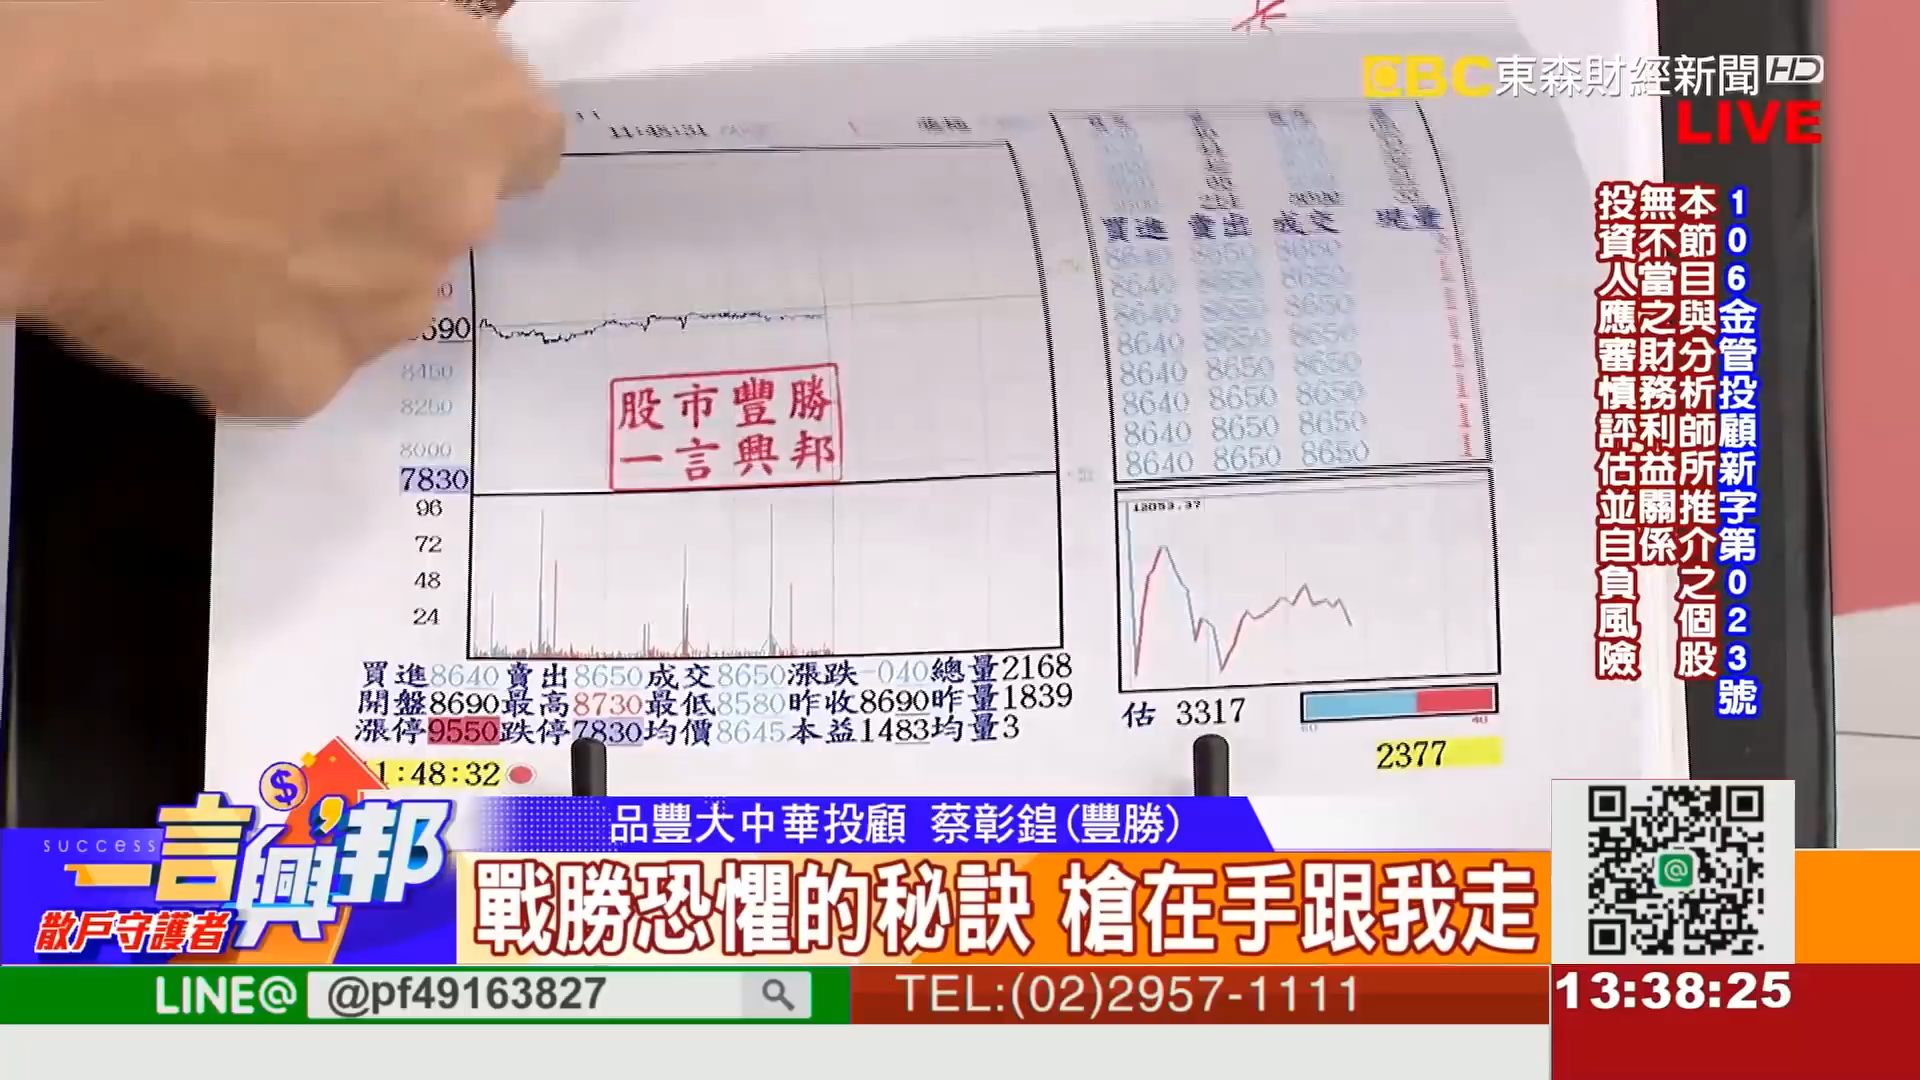 EBC東森財經新聞HD
LIVE
106金管投顧新字第023號
本節目與分析師所推介之個股
無不當之財務利益關係
投資人應審慎評估並自負風險
11:48:31
買進 賣出 成交 現量
8640 8650 8650
8640 8650 8650
8640 8650 8650
8640 8650 8650
8640 8650 8650
8640 8650 8650
8640 8650 8650
8640 8650 8650
8450
8250
8000
7830
96
72
48
24
股市豐勝
一言興邦
12053.37
買進8640賣出8650成交8650漲跌-040總量2168
開盤8690最高8730最低8580昨收8690昨量1839
漲停9550跌停7830均價8645本益1483均量3
估 3317
60
40
2377
11:48:32
$
success
一言興邦
散戶守護者
品豐大中華投顧 蔡彰鍠(豐勝)
戰勝恐懼的秘訣 槍在手跟我走
LINE@ @pf49163827
TEL:(02)2957-1111
13:38:25